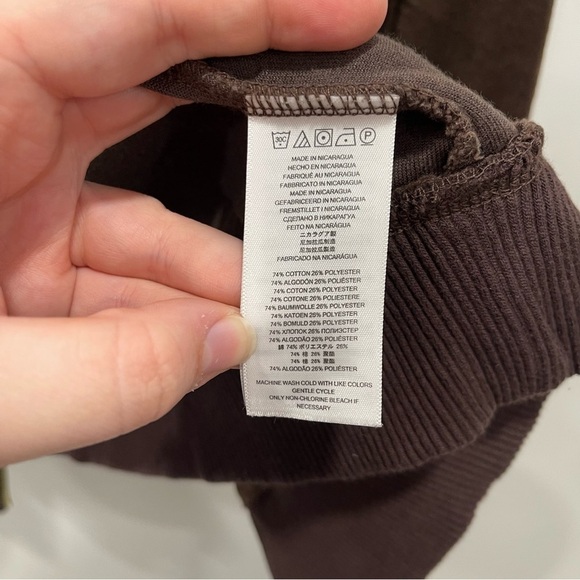 30C P
MADE IN NICARAGUA
HECHO EN NICARAGUA
FABRIQUÉ AU NICARAGUA
FABBRICATO IN NICARAGUA
MADE IN NICARAGUA
GEFABRICEERD IN NICARAGUA
FREMSTILLET I NICARAGUA
СДЕЛАНО В НИКАРАГУА
FEITO NA NICARÁGUA
ニカラグア製
尼加拉瓜制造
尼加拉瓜製造
FABRICADO NA NICARÁGUA
74% COTTON 26% POLYESTER
74% ALGODÓN 26% POLIÉSTER
74% COTON 26% POLYESTER
74% COTONE 26% POLIESTERE
74% BAUMWOLLE 26% POLYESTER
74% KATOEN 26% POLYESTER
74% BOMULD 26% POLYESTER
74% ХЛОПОК 26% ПОЛИЭСТЕР
74% ALGODÃO 26% POLIÉSTER
綿 74% ポリエステル 26%
74% 棉 26% 聚酯
74% 棉 26% 聚酯
74% ALGODÃO 26% POLIÉSTER
MACHINE WASH COLD WITH LIKE COLORS
GENTLE CYCLE
ONLY NON-CHLORINE BLEACH IF
NECESSARY